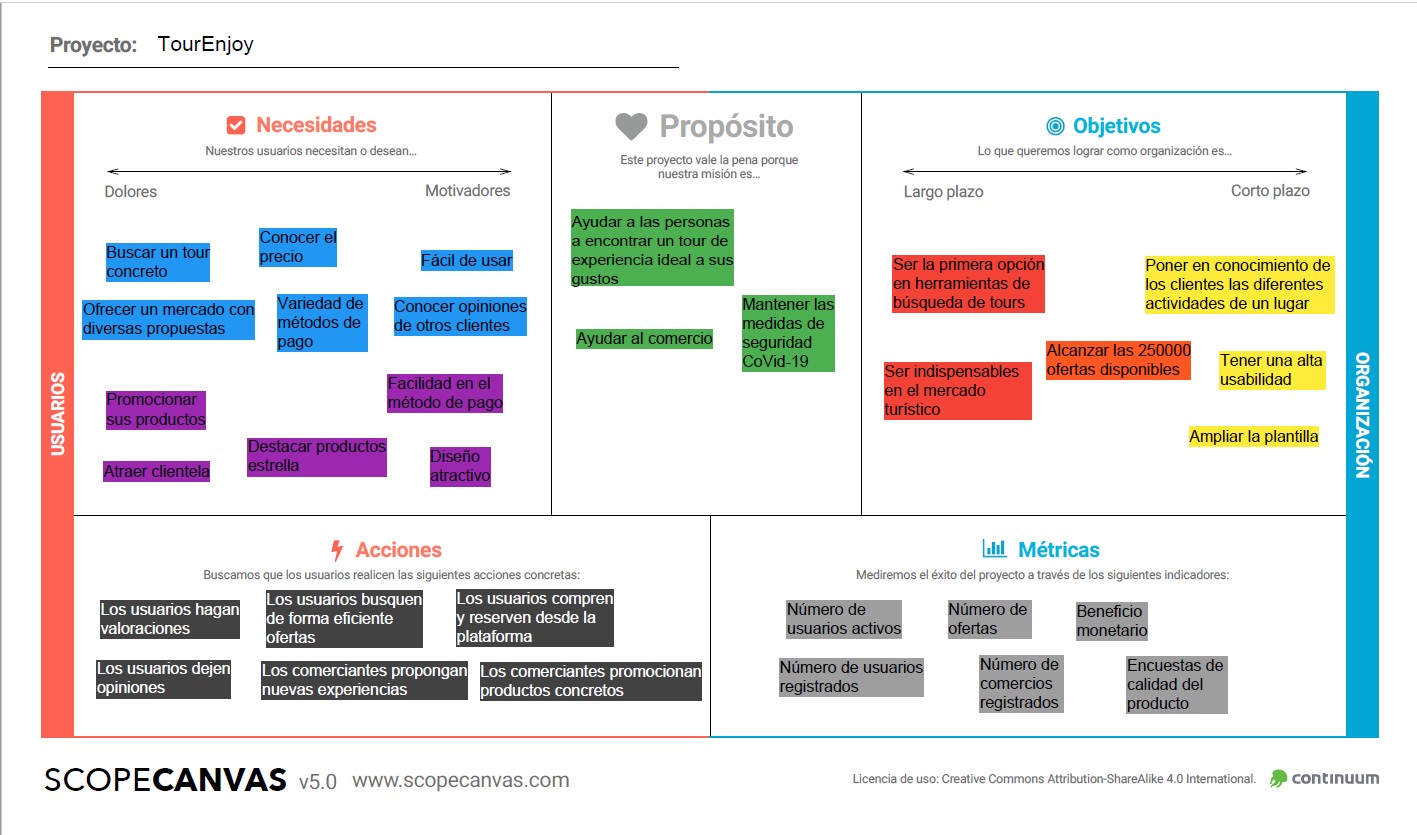 Proyecto: TourEnjoy
USUARIOS
Necesidades
Nuestros usuarios necesitan o desean...
Dolores
Motivadores
Buscar un tour
concreto
Conocer el
precio
Fácil de usar
Ofrecer un mercado con
diversas propuestas
Variedad de
métodos de
pago
Conocer opiniones
de otros clientes
Promocionar
sus productos
Facilidad en el
método de pago
Atraer clientela
Destacar productos
estrella
Diseño
atractivo
Propósito
Este proyecto vale la pena porque
nuestra misión es...
Ayudar a las personas
a encontrar un tour de
experiencia ideal a sus
gustos
Ayudar al comercio
Mantener las
medidas de
seguridad
CoVid-19
Objetivos
Lo que queremos lograr como organización es...
Largo plazo
Corto plazo
Ser la primera opción
en herramientas de
búsqueda de tours
Poner en conocimiento de
los clientes las diferentes
actividades de un lugar
Ser indispensables
en el mercado
turístico
Alcanzar las 250000
ofertas disponibles
Tener una alta
usabilidad
Ampliar la plantilla
ORGANIZACIÓN
Acciones
Buscamos que los usuarios realicen las siguientes acciones concretas:
Los usuarios hagan
valoraciones
Los usuarios busquen
de forma eficiente
ofertas
Los usuarios compren
y reserven desde la
plataforma
Los usuarios dejen
opiniones
Los comerciantes propongan
nuevas experiencias
Los comerciantes promocionan
productos concretos
Métricas
Mediremos el éxito del proyecto a través de los siguientes indicadores:
Número de
usuarios activos
Número de
ofertas
Beneficio
monetario
Número de usuarios
registrados
Número de
comercios
registrados
Encuestas de
calidad del
producto
SCOPECANVAS v5.0 www.scopecanvas.com
Licencia de uso: Creative Commons Attribution-ShareAlike 4.0 International.
continuum